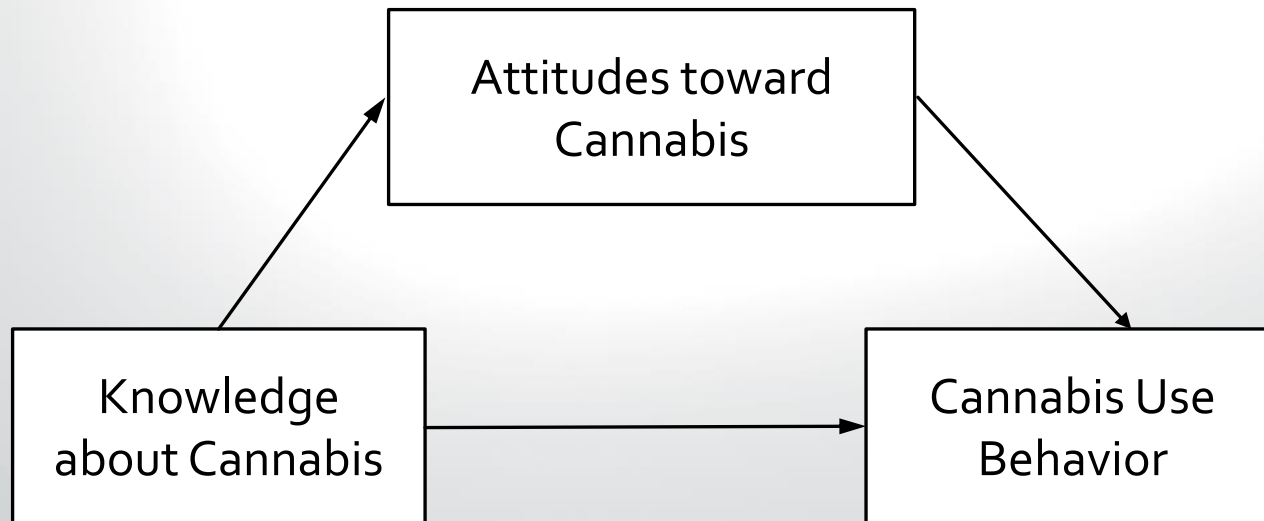 Attitudes toward
Cannabis
Knowledge
about Cannabis
Cannabis Use
Behavior